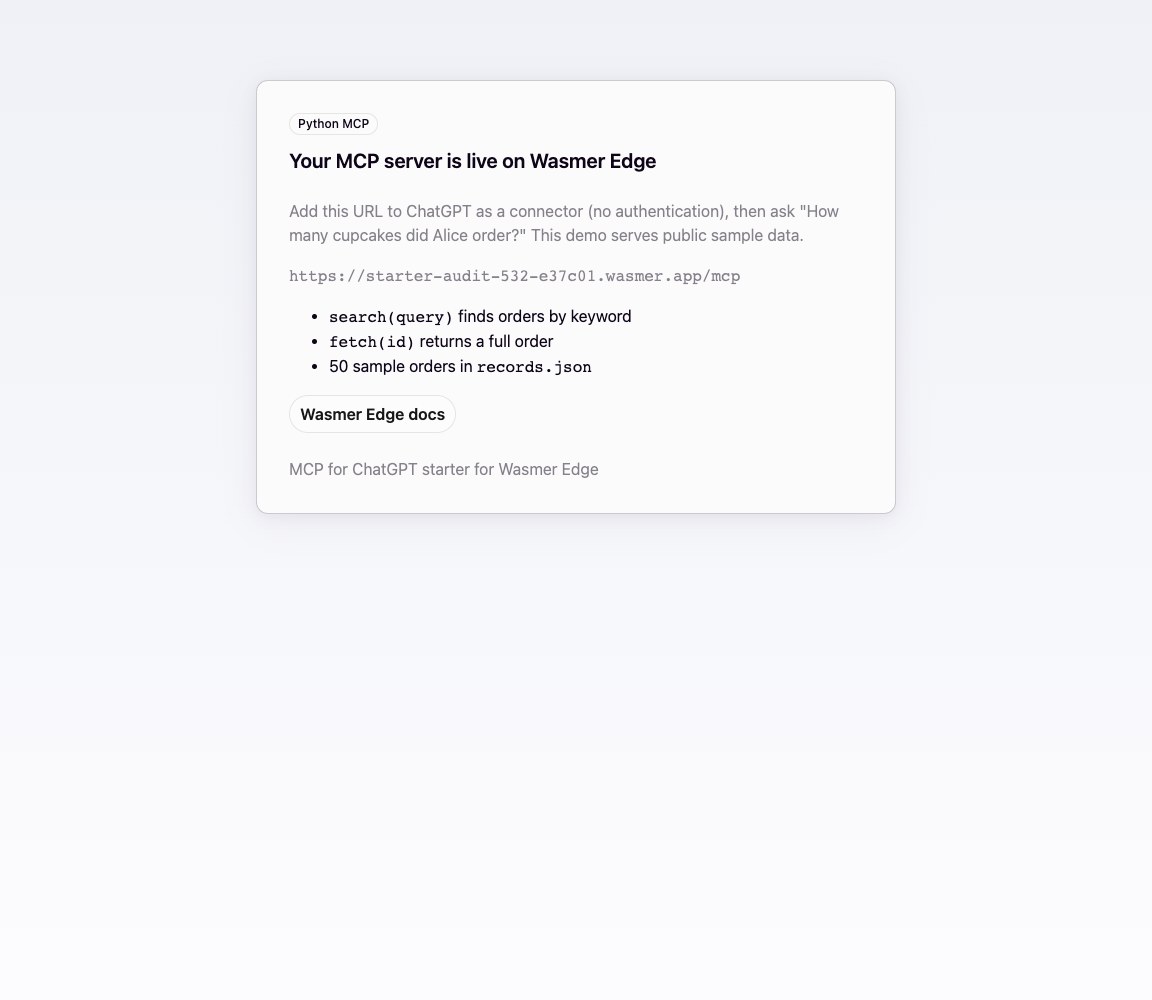 Python MCP
Your MCP server is live on Wasmer Edge
Add this URL to ChatGPT as a connector (no authentication), then ask "How
many cupcakes did Alice order?" This demo serves public sample data.
https://starter-audit-532-e37c01.wasmer.app/mcp
• search(query) finds orders by keyword
• fetch(id) returns a full order
• 50 sample orders in records.json
Wasmer Edge docs
MCP for ChatGPT starter for Wasmer Edge